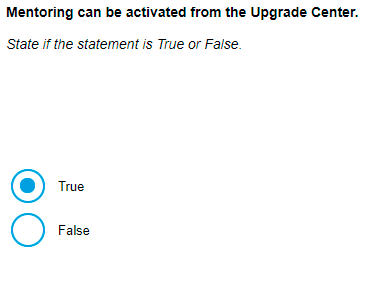 Mentoring can be activated from the Upgrade Center.
State if the statement is True or False.
True
False